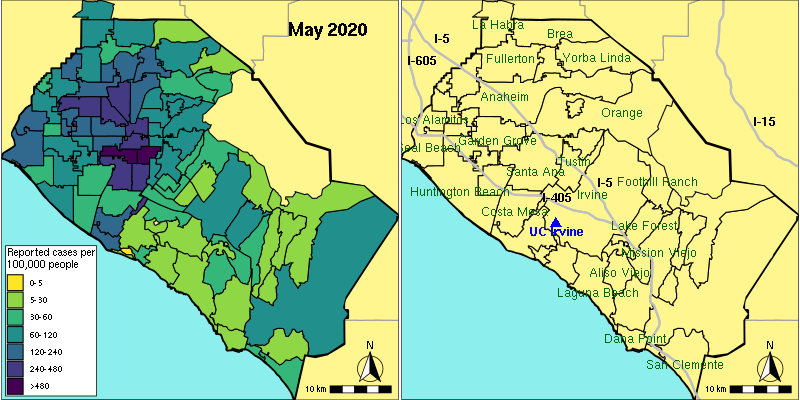 May 2020
Reported cases per
100,000 people
0-5
5-30
30-60
60-120
120-240
240-480
>480
N
10 km
La Habra
Brea
I-5
I-605
Fullerton
Yorba Linda
Anaheim
Orange
Los Alamitos
I-15
Garden Grove
Seal Beach
Tustin
Santa Ana
I-5
Foothill Ranch
Huntington Beach
I-405
Irvine
Costa Mesa
UC Irvine
Lake Forest
Mission Viejo
Aliso Viejo
Laguna Beach
Dana Point
San Clemente
N
10 km